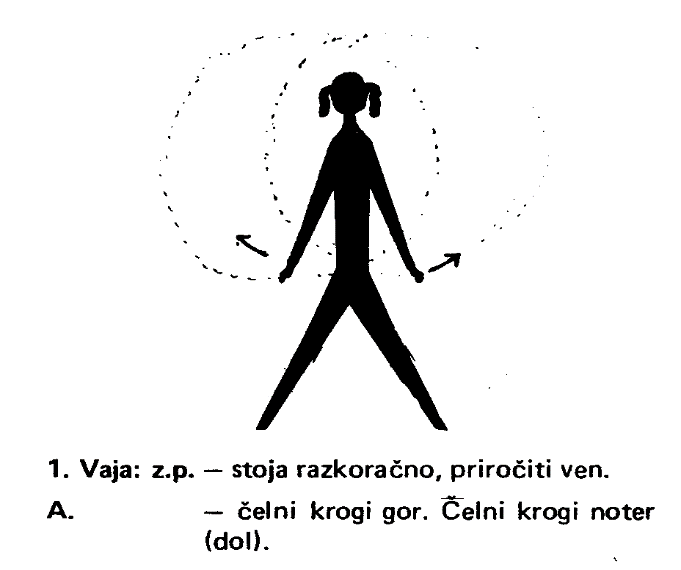 1. Vaja: z.p. — stoja razkoračno, priročiti ven.
A. — čelni krogi gor. Čelni krogi noter
(dol).